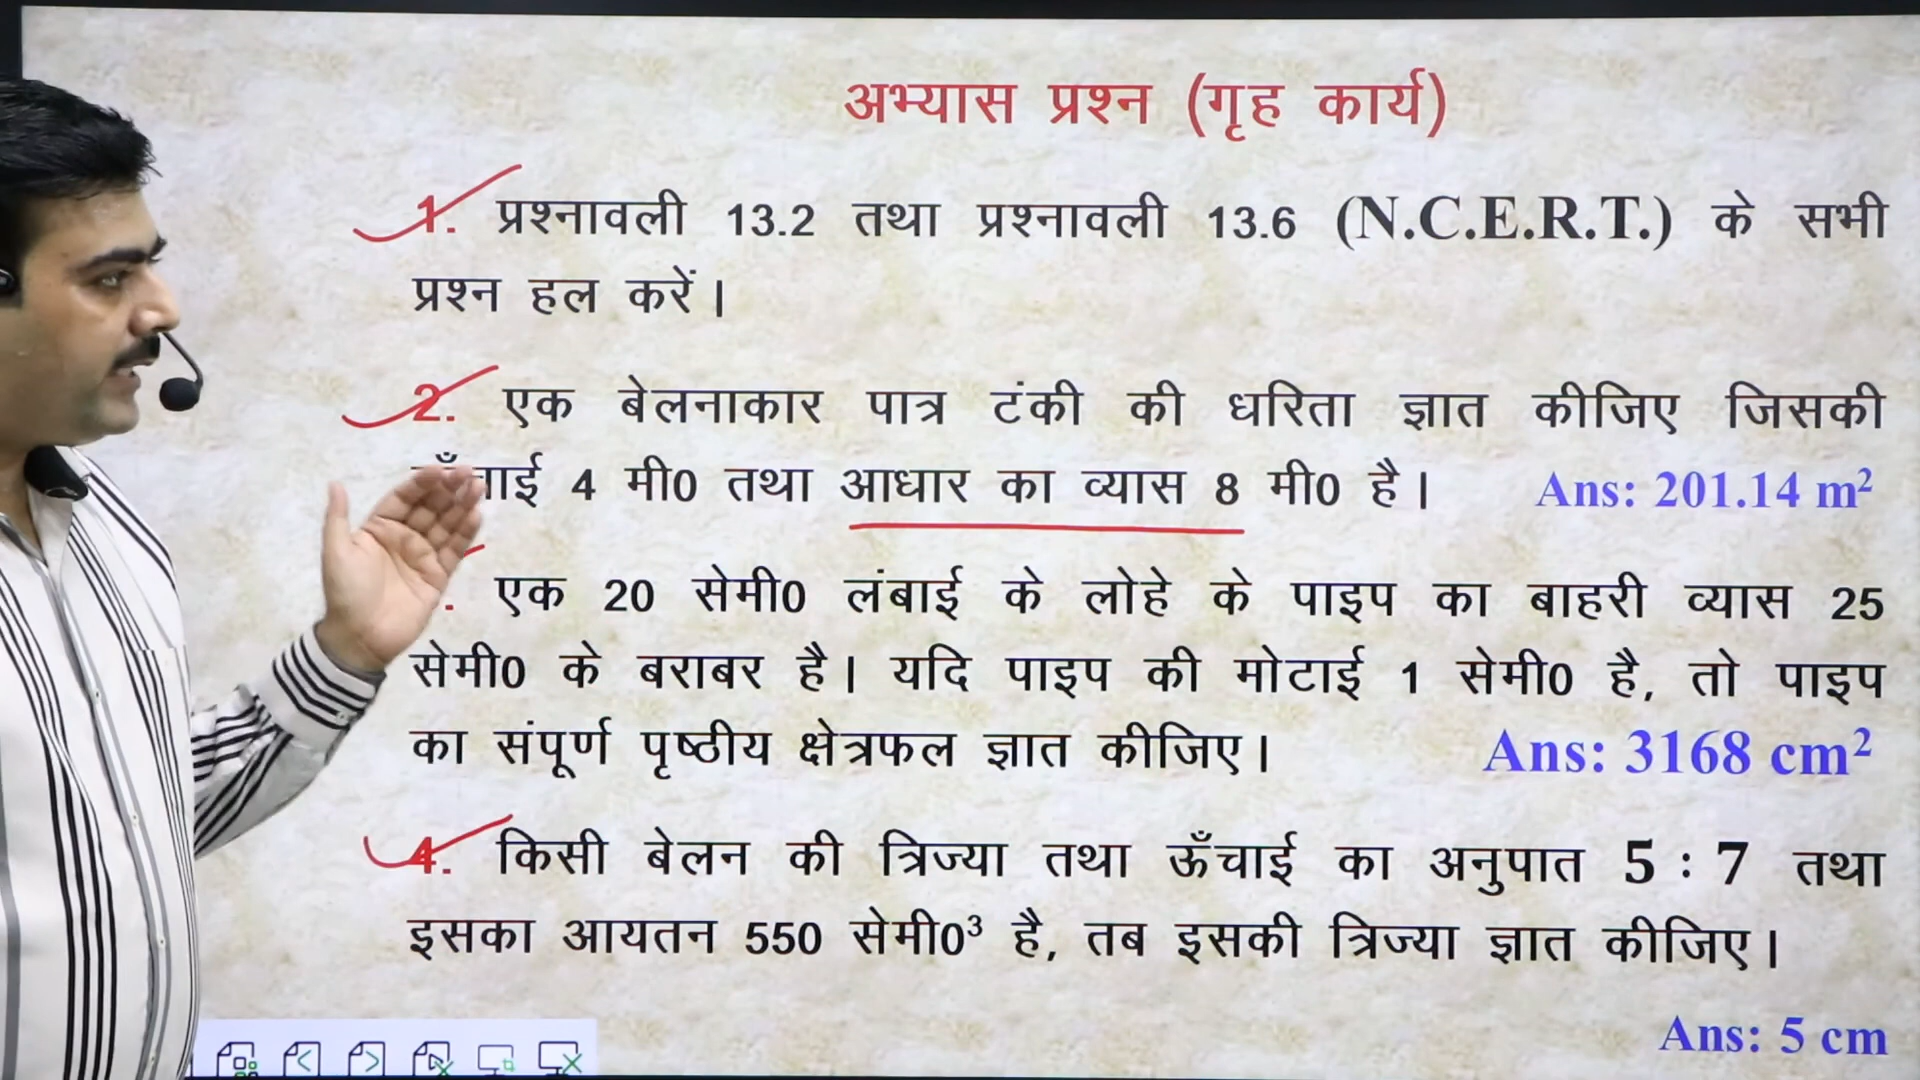 अभ्यास प्रश्न (गृह कार्य)
1. प्रश्नावली 13.2 तथा प्रश्नावली 13.6 (N.C.E.R.T.) के सभी
प्रश्न हल करें।
2. एक बेलनाकार पात्र टंकी की धरिता ज्ञात कीजिए जिसकी
4 मी0 तथा आधार का व्यास 8 मी0 है। Ans: 201.14 m²
एक 20 सेमी0 लंबाई के लोहे के पाइप का बाहरी व्यास 25
सेमी0 के बराबर है। यदि पाइप की मोटाई 1 सेमी0 है, तो पाइप
का संपूर्ण पृष्ठीय क्षेत्रफल ज्ञात कीजिए। Ans: 3168 cm²
4. किसी बेलन की त्रिज्या तथा ऊँचाई का अनुपात 5 : 7 तथा
इसका आयतन 550 सेमी0³ है, तब इसकी त्रिज्या ज्ञात कीजिए।
Ans: 5 cm